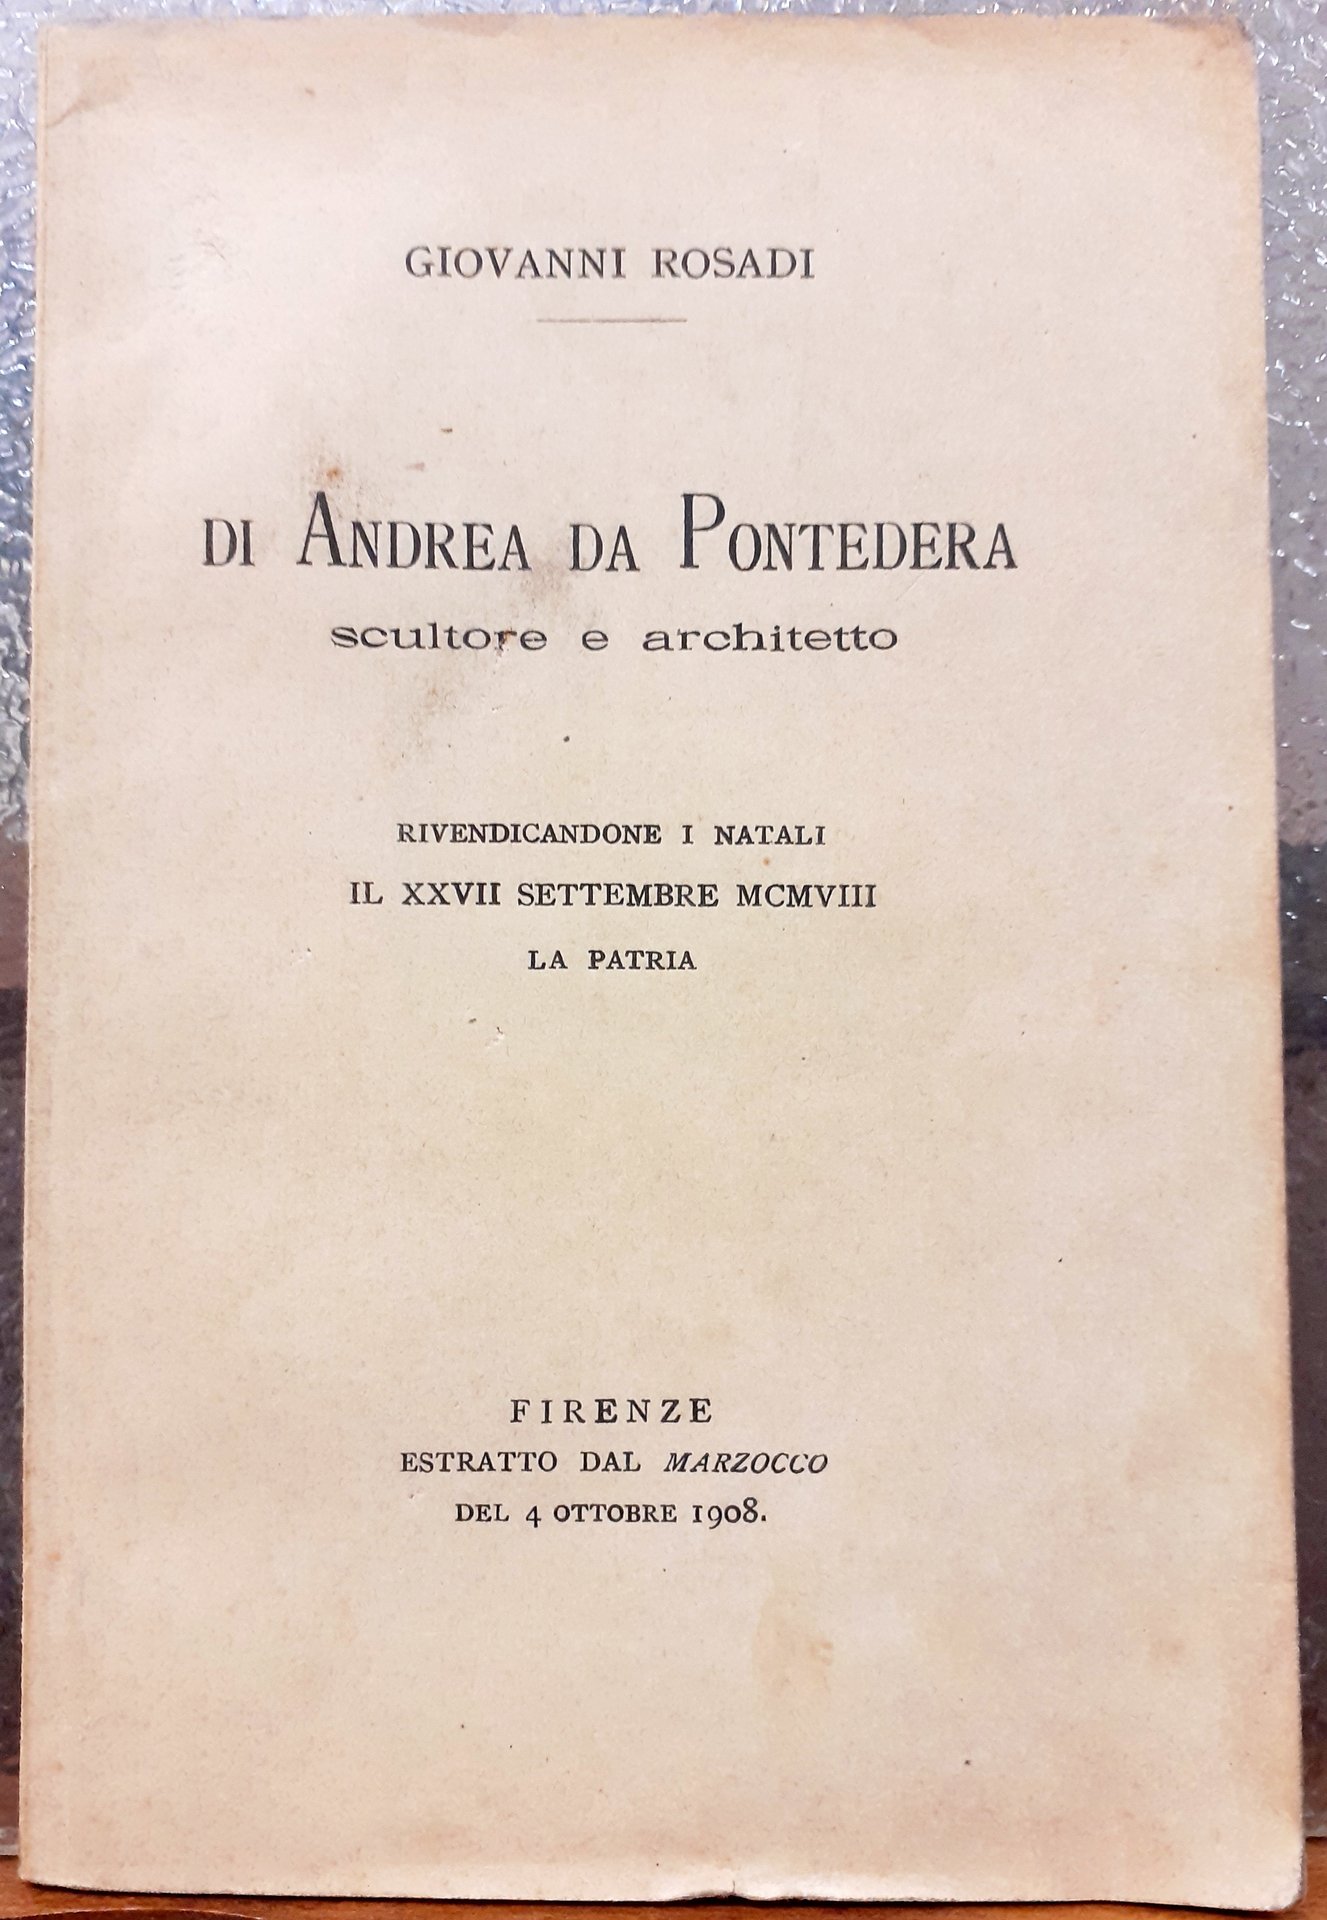 GIOVANNI ROSADI
DI ANDREA DA PONTEDERA
scultore e architetto
RIVENDICANDONE I NATALI
IL XXVII SETTEMBRE MCMVIII
LA PATRIA
FIRENZE
ESTRATTO DAL MARZOCCO
DEL 4 OTTOBRE 1908.